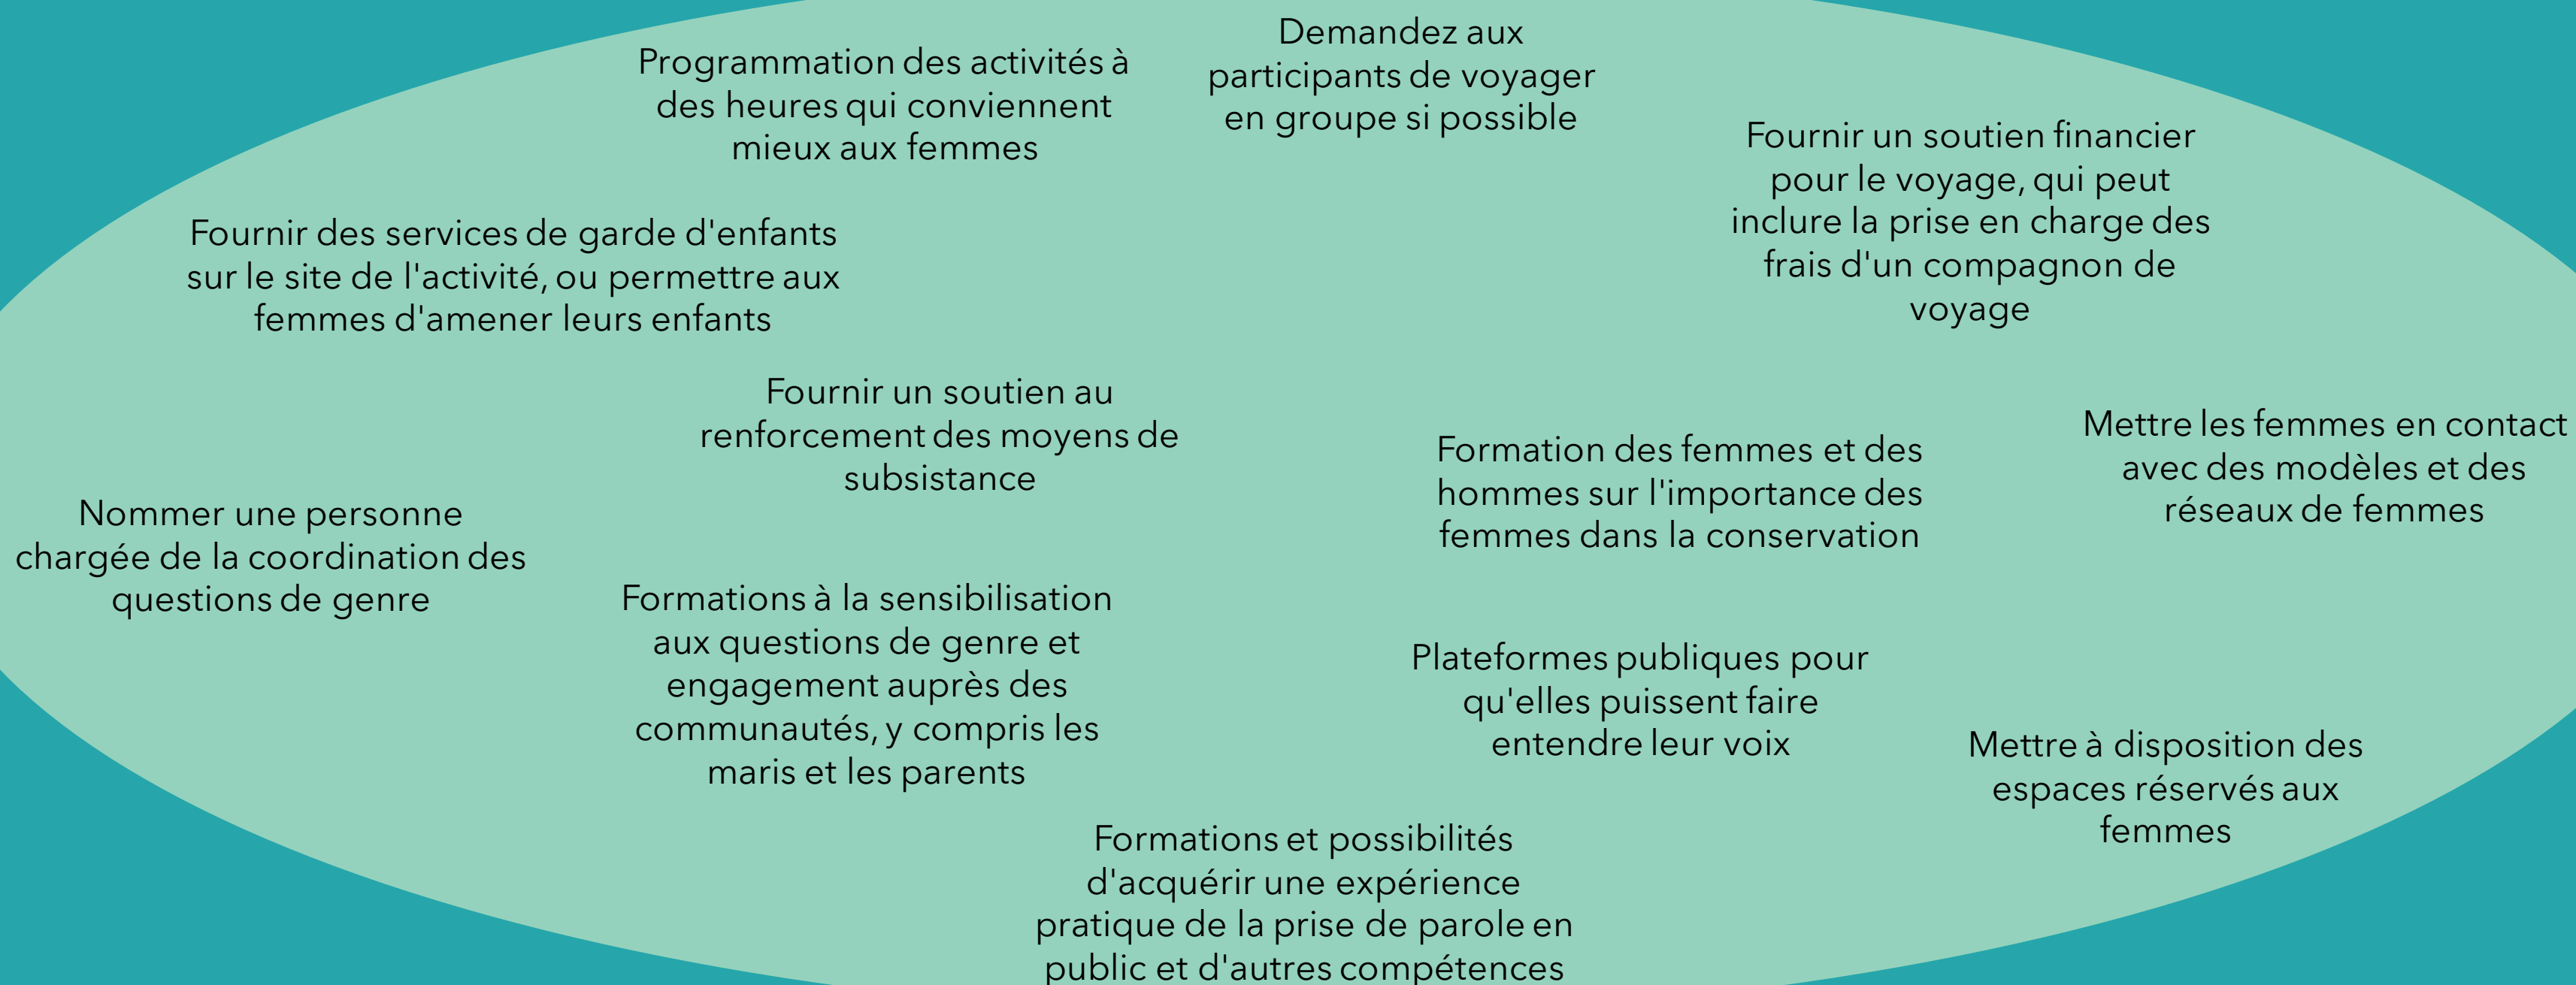 Programmation des activités à
des heures qui conviennent
mieux aux femmes
Demandez aux
participants de voyager
en groupe si possible
Fournir un soutien financier
pour le voyage, qui peut
inclure la prise en charge des
frais d'un compagnon de
voyage
Fournir des services de garde d'enfants
sur le site de l'activité, ou permettre aux
femmes d'amener leurs enfants
Fournir un soutien au
renforcement des moyens de
subsistance
Formation des femmes et des
hommes sur l'importance des
femmes dans la conservation
Mettre les femmes en contact
avec des modèles et des
réseaux de femmes
Nommer une personne
chargée de la coordination des
questions de genre
Formations à la sensibilisation
aux questions de genre et
engagement auprès des
communautés, y compris les
maris et les parents
Plateformes publiques pour
qu'elles puissent faire
entendre leur voix
Mettre à disposition des
espaces réservés aux
femmes
Formations et possibilités
d'acquérir une expérience
pratique de la prise de parole en
public et d'autres compétences